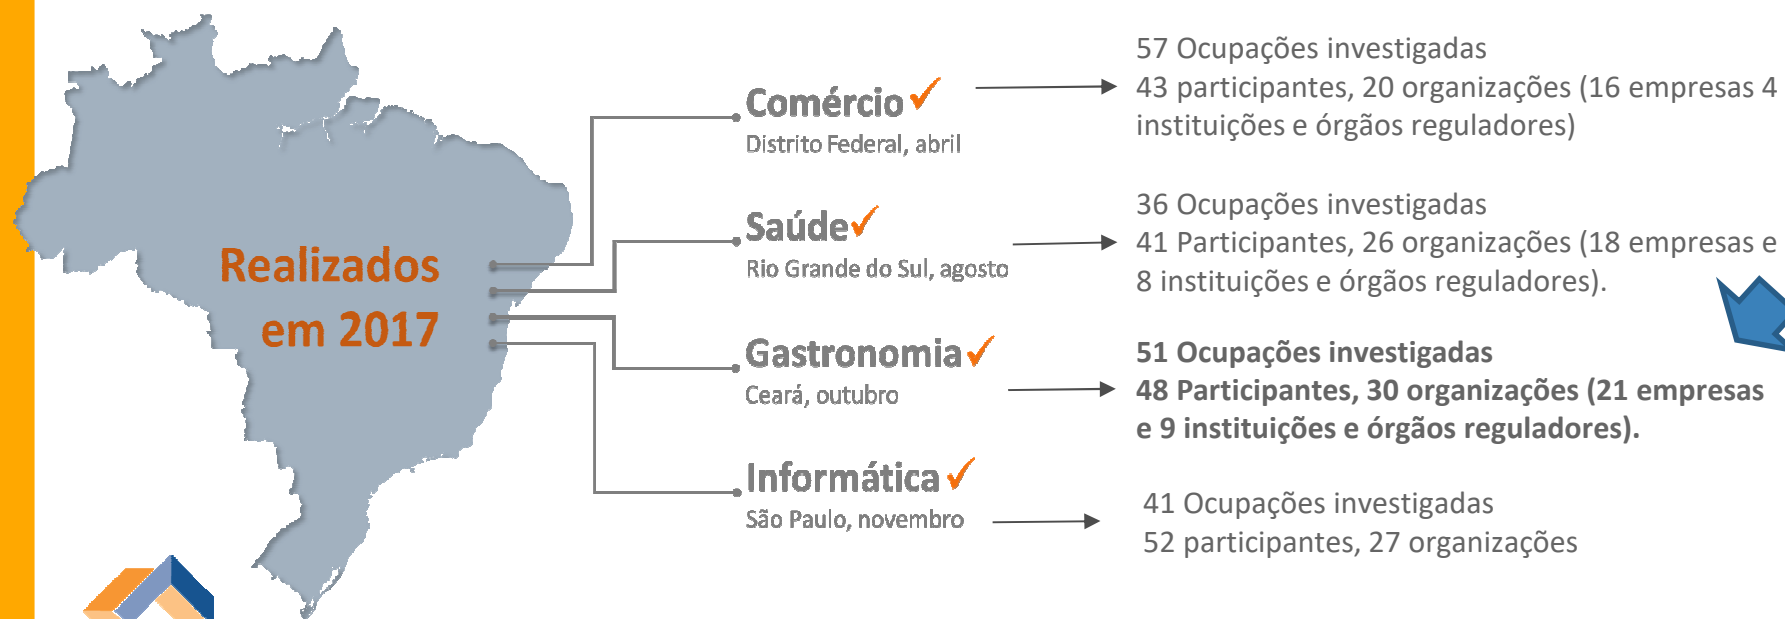 Realizados
em 2017
Comércio
Distrito Federal, abril
57 Ocupações investigadas
43 participantes, 20 organizações (16 empresas 4
instituições e órgãos reguladores)
Saúde
Rio Grande do Sul, agosto
36 Ocupações investigadas
41 Participantes, 26 organizações (18 empresas e
8 instituições e órgãos reguladores).
Gastronomia
Ceará, outubro
51 Ocupações investigadas
48 Participantes, 30 organizações (21 empresas
e 9 instituições e órgãos reguladores).
Informática
São Paulo, novembro
41 Ocupações investigadas
52 participantes, 27 organizações